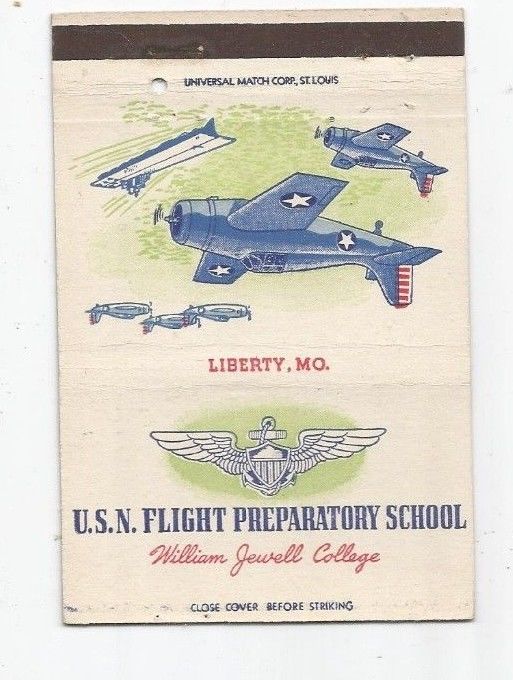 UNIVERSAL MATCH CORP., ST. LOUIS
LIBERTY, MO.
U.S.N. FLIGHT PREPARATORY SCHOOL
William Jewell College
CLOSE COVER BEFORE STRIKING